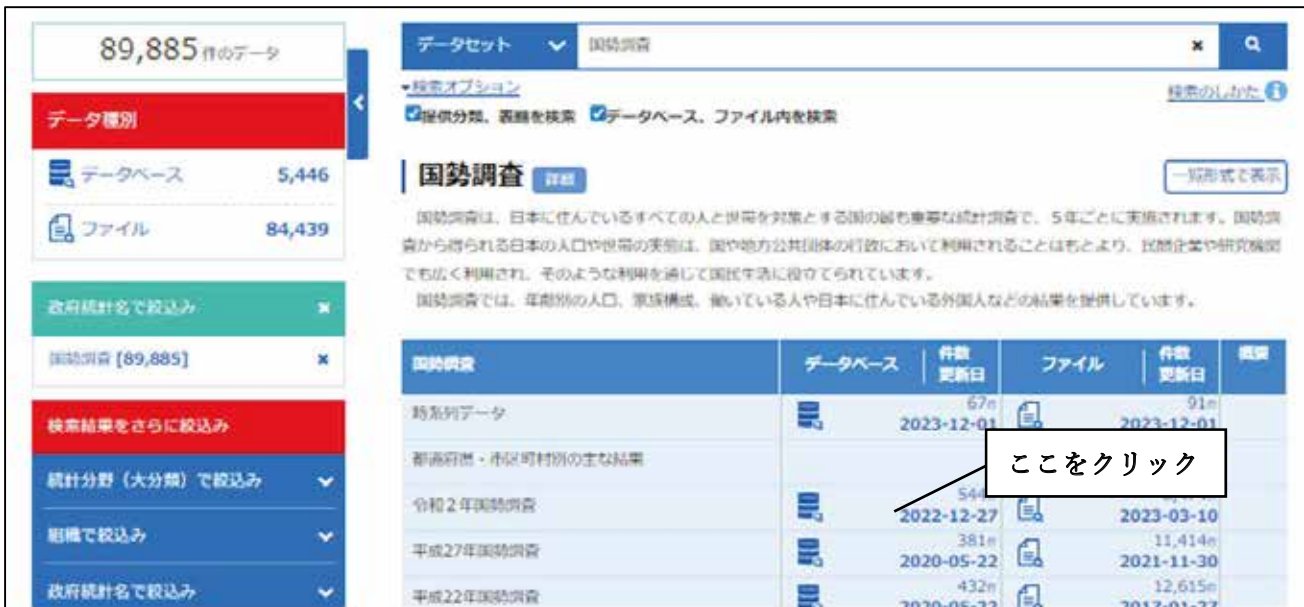 89,885件のデータ
データ種別
データベース 5,446
ファイル 84,439
政府統計名で絞込み ×
国勢調査 [89,885] ×
検索結果をさらに絞込み
統計分野（大分類）で絞込み
組織で絞込み
政府統計名で絞込み
データセット 国勢調査 ×
検索オプション 検索のしかた
提供分類、表題を検索 データベース、ファイル内を検索
国勢調査 詳細 一覧形式で表示
国勢調査は、日本に住んでいるすべての人と世帯を対象とする国の最も重要な統計調査で、5年ごとに実施されます。国勢調
査から得られる日本の人口や世帯の実態は、国や地方公共団体の行政において利用されることはもとより、民間企業や研究機関
でも広く利用され、そのような利用を通じて国民生活に役立てられています。
国勢調査では、年齢別の人口、家族構成、働いている人や日本に住んでいる外国人などの結果を提供しています。
国勢調査 データベース 件数 更新日 ファイル 件数 更新日 概要
時系列データ 67件 2023-12-01 91件 2023-12-01
都道府県・市区町村別の主な結果
ここをクリック
令和2年国勢調査 544 2022-12-27 2023-03-10
平成27年国勢調査 381件 2020-05-22 11,414件 2021-11-30
平成22年国勢調査 432件 2020-05-22 12,615件